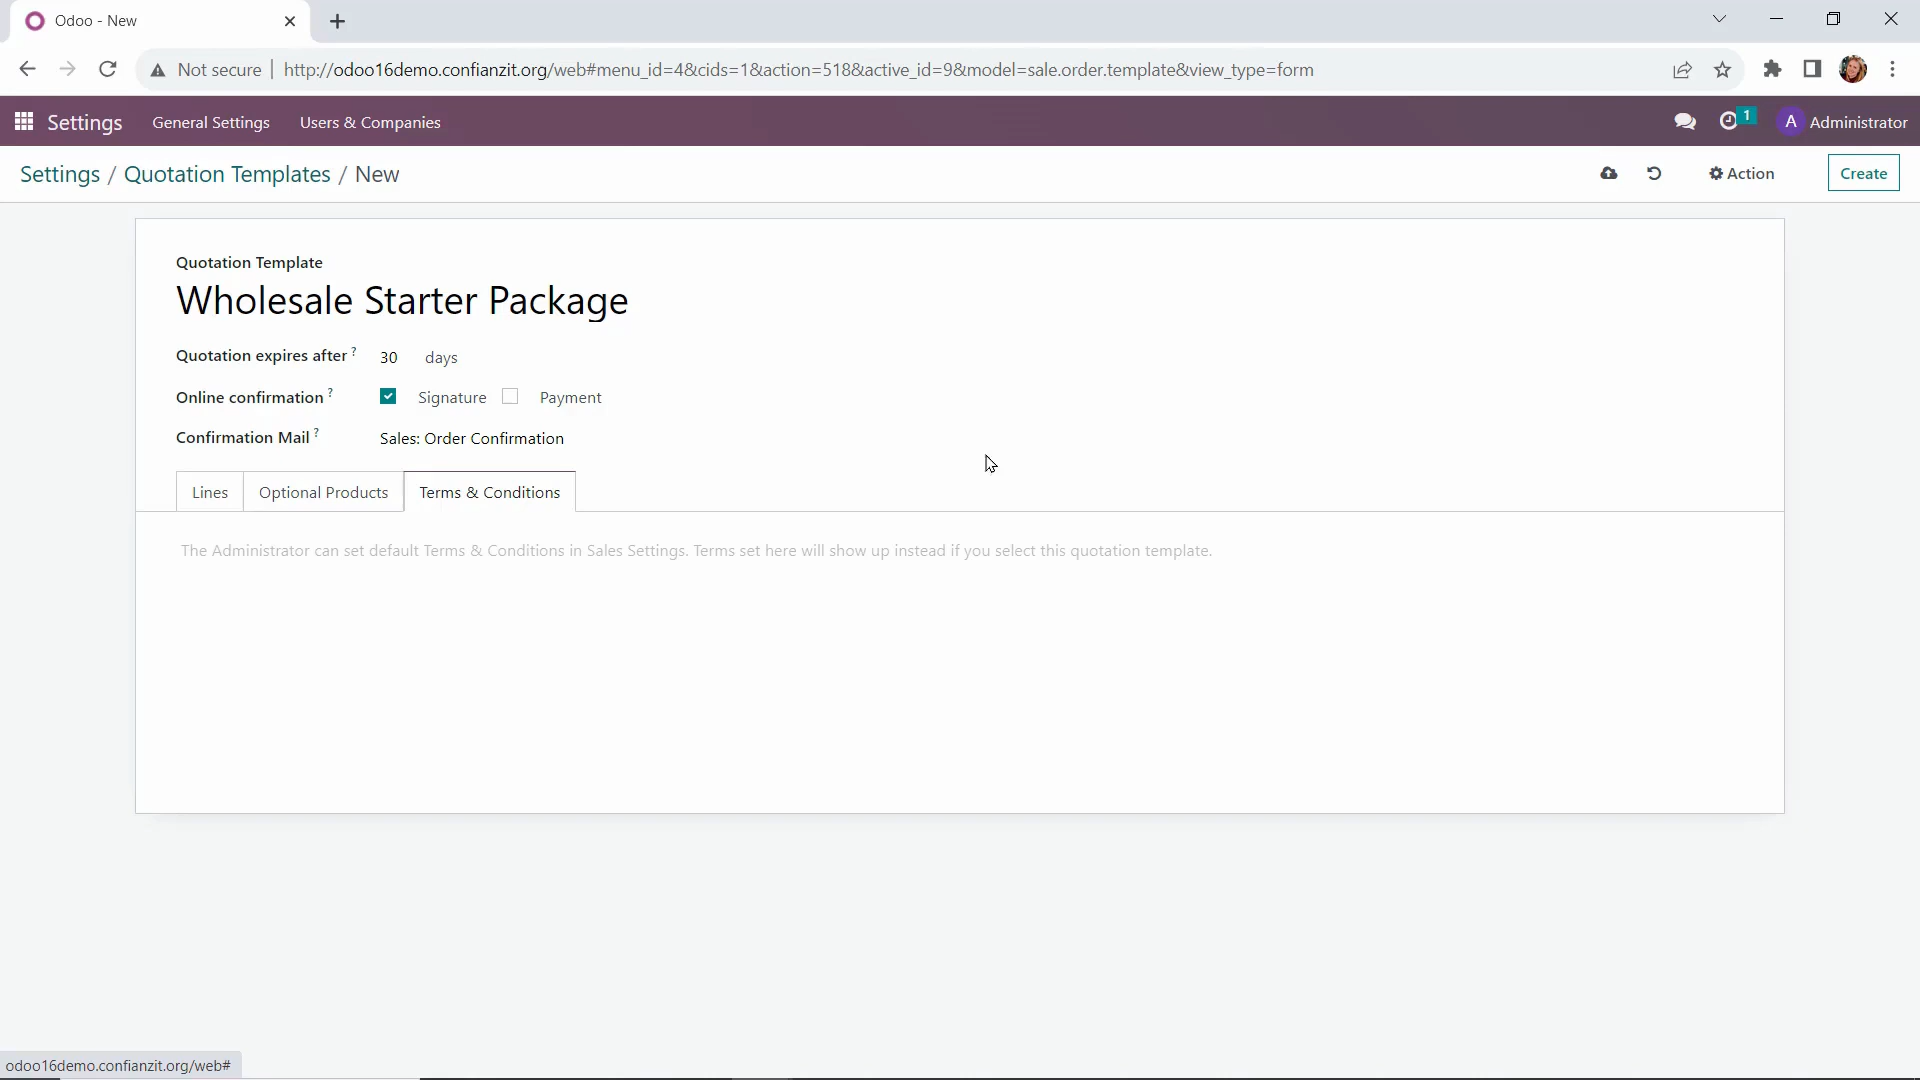 Odoo - New
Not secure | http://odoo16demo.confianzit.org/web#menu_id=4&cids=1&action=518&active_id=9&model=sale.order.template&view_type=form
Settings General Settings Users & Companies 1 A Administrator
Settings / Quotation Templates / New Action Create
Quotation Template
Wholesale Starter Package
Quotation expires after ? 30 days
Online confirmation ? Signature Payment
Confirmation Mail ? Sales: Order Confirmation
Lines Optional Products Terms & Conditions
The Administrator can set default Terms & Conditions in Sales Settings. Terms set here will show up instead if you select this quotation template.
odoo16demo.confianzit.org/web#